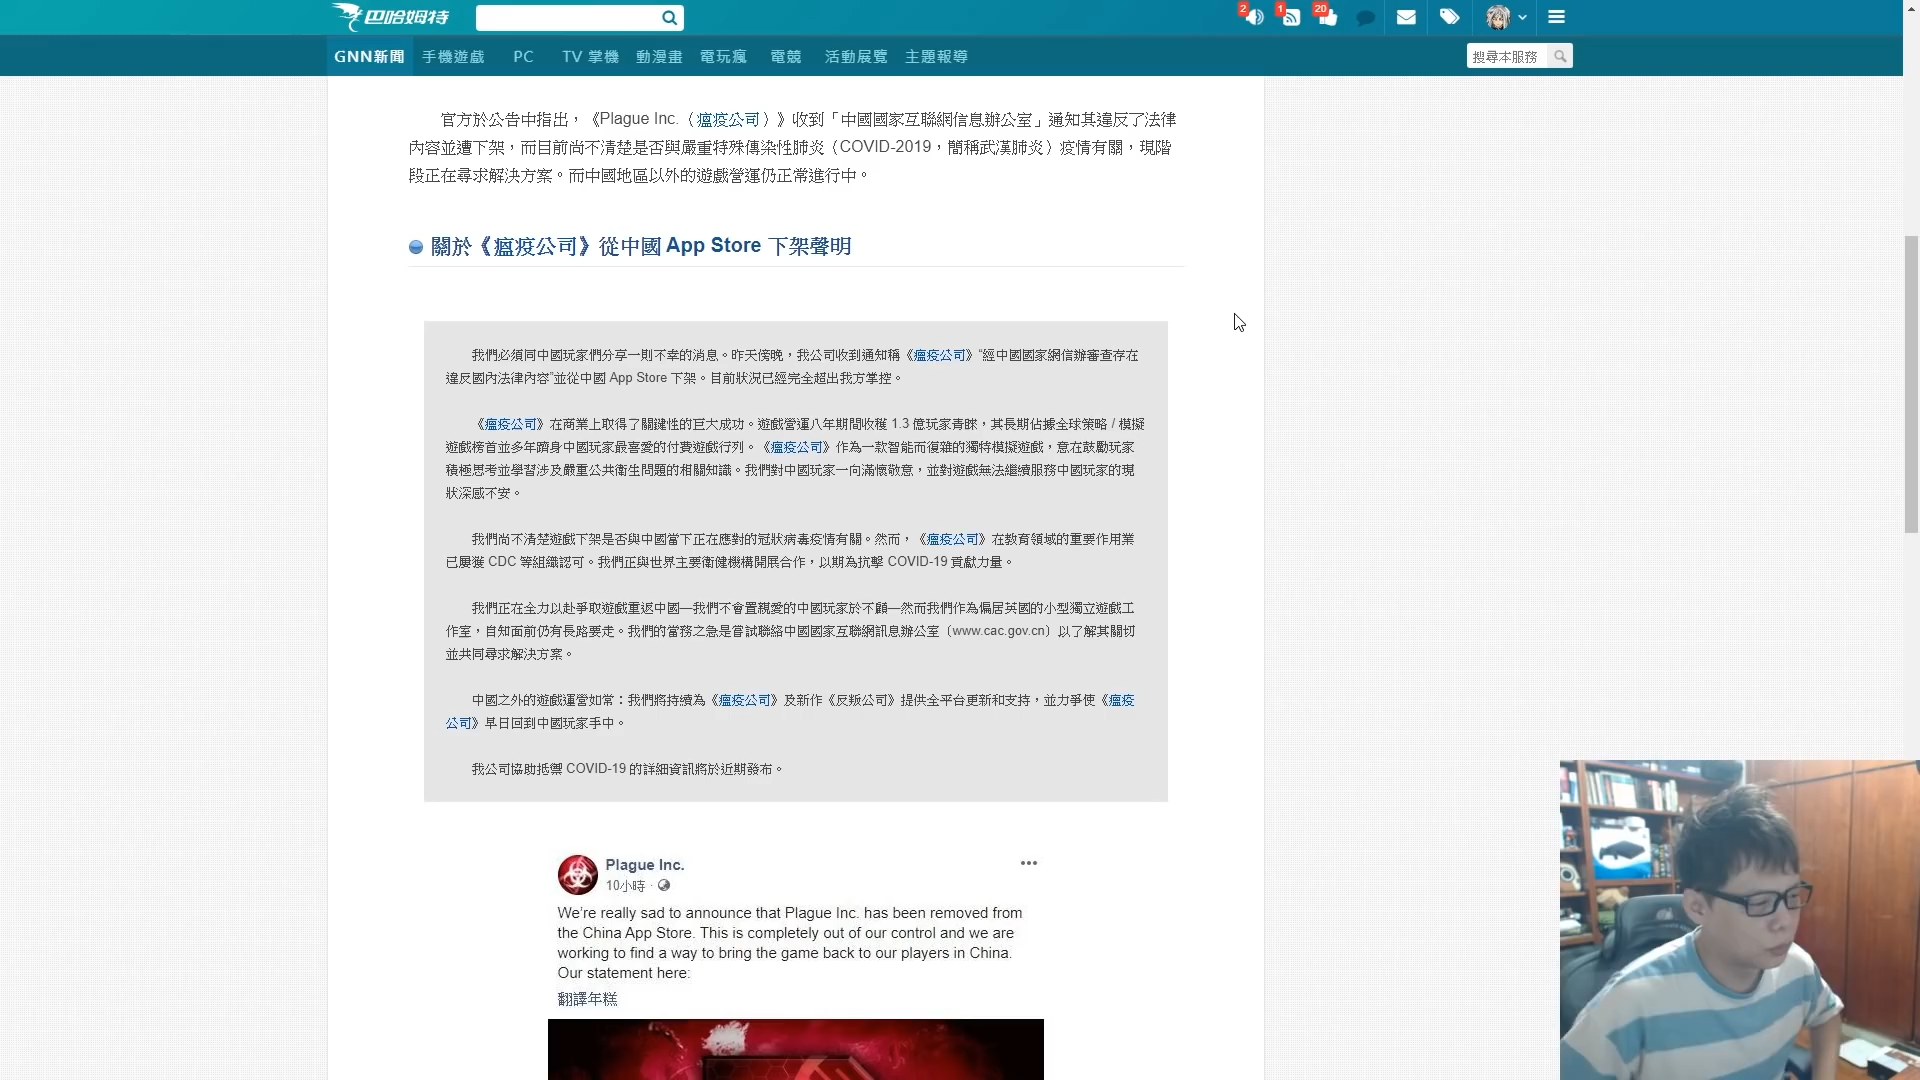 巴哈姆特
2
1
20
GNN新聞 手機遊戲 PC TV 掌機 動漫畫 電玩瘋 電競 活動展覽 主題報導
搜尋本服務
官方於公告中指出，《Plague Inc.（瘟疫公司）》收到「中國國家互聯網信息辦公室」通知其違反了法律
內容並遭下架，而目前尚不清楚是否與嚴重特殊傳染性肺炎（COVID-2019，簡稱武漢肺炎）疫情有關，現階
段正在尋求解決方案。而中國地區以外的遊戲營運仍正常進行中。
關於《瘟疫公司》從中國 App Store 下架聲明
我們必須同中國玩家們分享一則不幸的消息。昨天傍晚，我公司收到通知稱《瘟疫公司》“經中國國家網信辦審查存在
違反國內法律內容”並從中國 App Store 下架。目前狀況已經完全超出我方掌控。
《瘟疫公司》在商業上取得了關鍵性的巨大成功。遊戲營運八年期間收穫 1.3 億玩家青睞，其長期佔據全球策略 / 模擬
遊戲榜首並多年躋身中國玩家最喜愛的付費遊戲行列。《瘟疫公司》作為一款智能而復雜的獨特模擬遊戲，意在鼓勵玩家
積極思考並學習涉及嚴重公共衛生問題的相關知識。我們對中國玩家一向滿懷敬意，並對遊戲無法繼續服務中國玩家的現
狀深感不安。
我們尚不清楚遊戲下架是否與中國當下正在應對的冠狀病毒疫情有關。然而，《瘟疫公司》在教育領域的重要作用業
已屢獲 CDC 等組織認可。我們正與世界主要衛健機構開展合作，以期為抗擊 COVID-19 貢獻力量。
我們正在全力以赴爭取遊戲重返中國—我們不會置親愛的中國玩家於不顧—然而我們作為偏居英國的小型獨立遊戲工
作室，自知面前仍有長路要走。我們的當務之急是嘗試聯絡中國國家互聯網訊息辦公室（www.cac.gov.cn）以了解其關切
並共同尋求解決方案。
中國之外的遊戲運營如常：我們將持續為《瘟疫公司》及新作《反叛公司》提供全平台更新和支持，並力爭使《瘟疫
公司》早日回到中國玩家手中。
我公司協助抵禦 COVID-19 的詳細資訊將於近期發布。
Plague Inc.
10小時 ·
We're really sad to announce that Plague Inc. has been removed from
the China App Store. This is completely out of our control and we are
working to find a way to bring the game back to our players in China.
Our statement here:
翻譯年糕